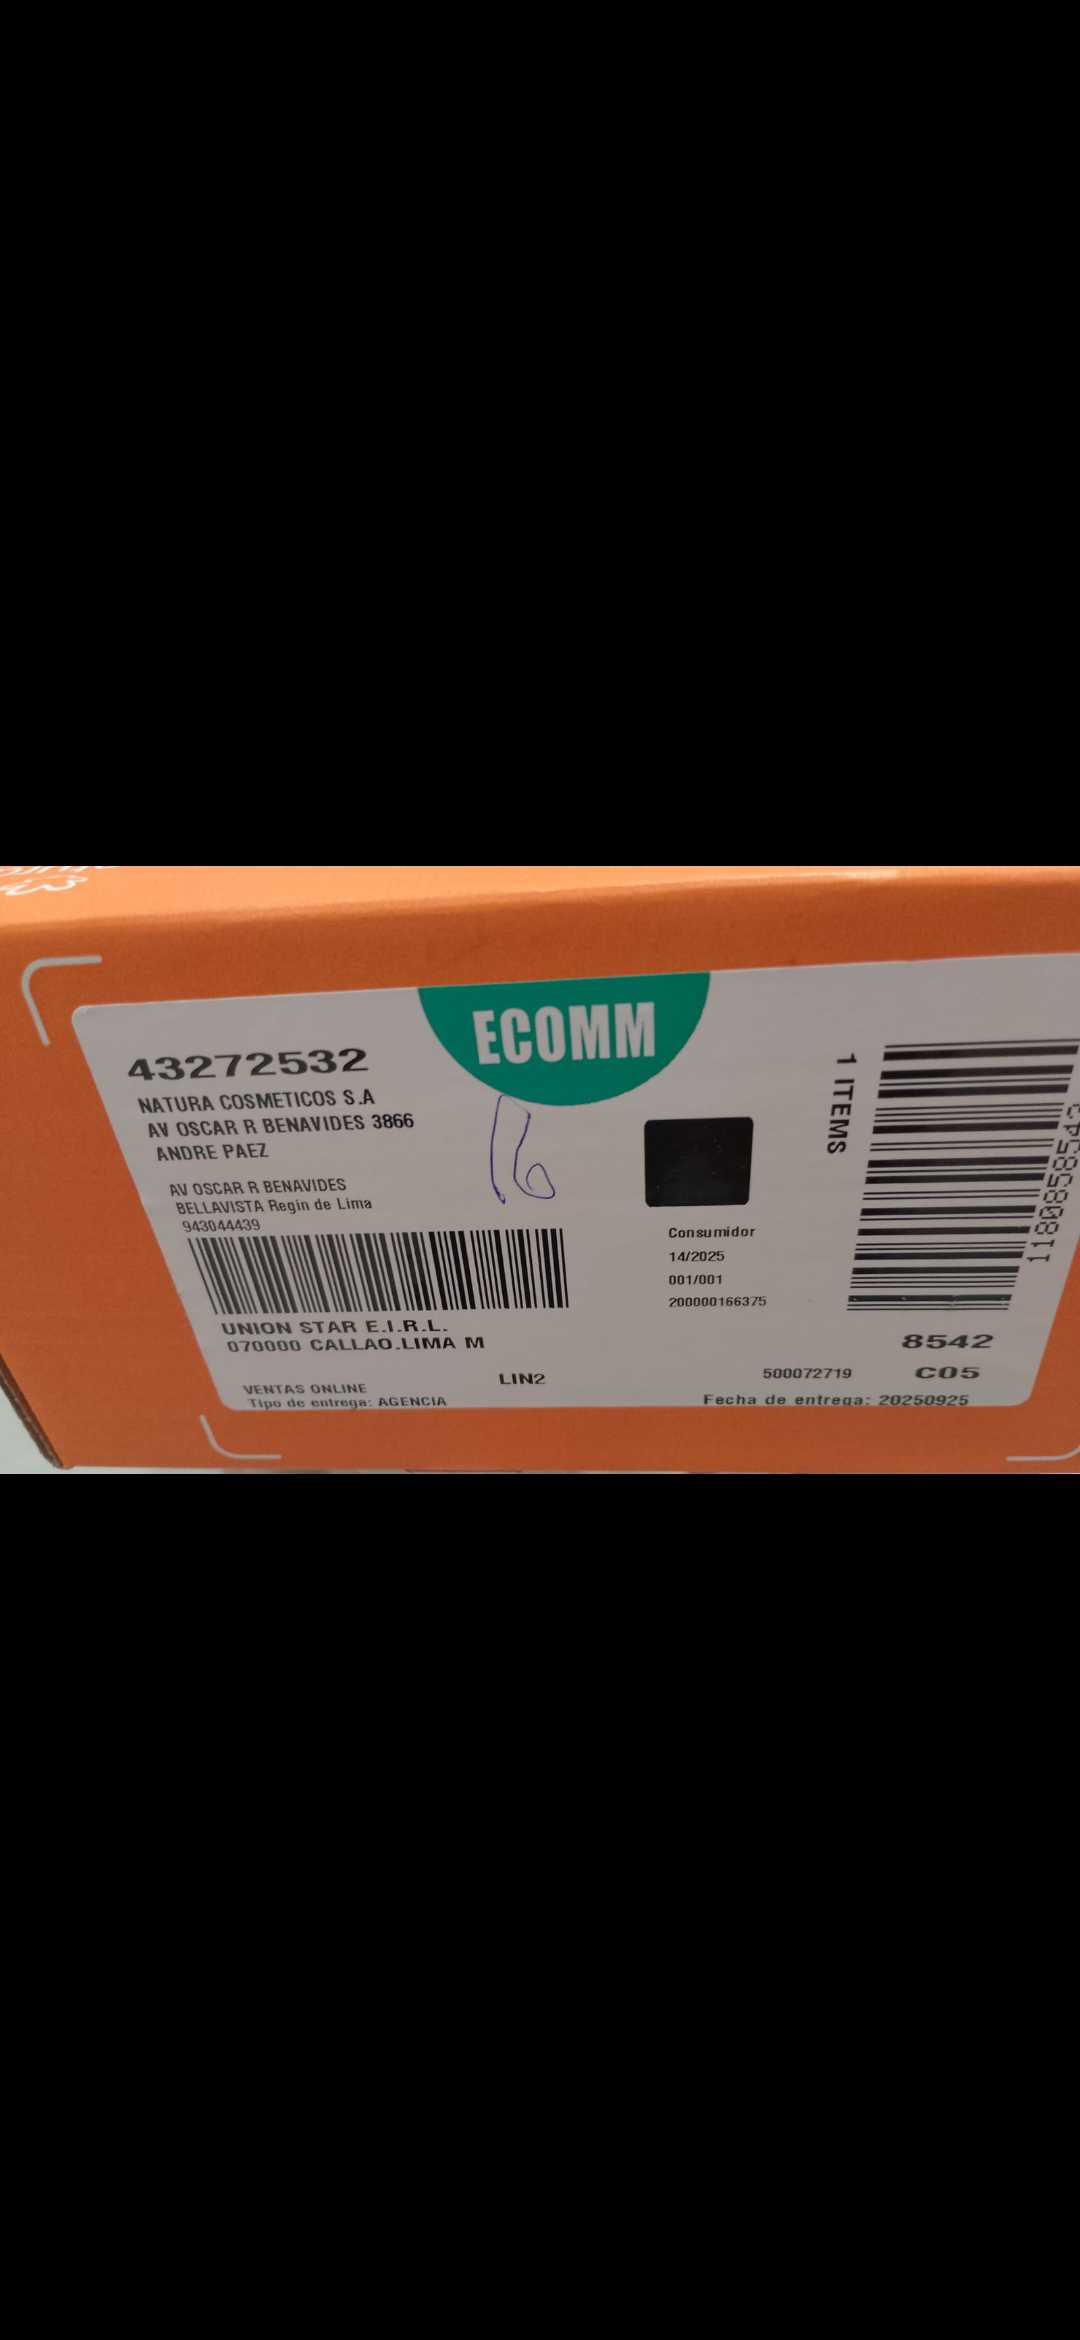 ECOMM
43272532
NATURA COSMETICOS S.A
AV OSCAR R BENAVIDES 3866
ANDRE PAEZ
AV OSCAR R BENAVIDES
BELLAVISTA Regin de Lima
943044439
16
UNION STAR E.I.R.L.
070000 CALLAO.LIMA M
LIN2
VENTAS ONLINE
Tipo de entrega: AGENCIA
Consumidor
14/2025
001/001
200000166375
1 ITEMS
8542
500072719 C05
Fecha de entrega: 20250925